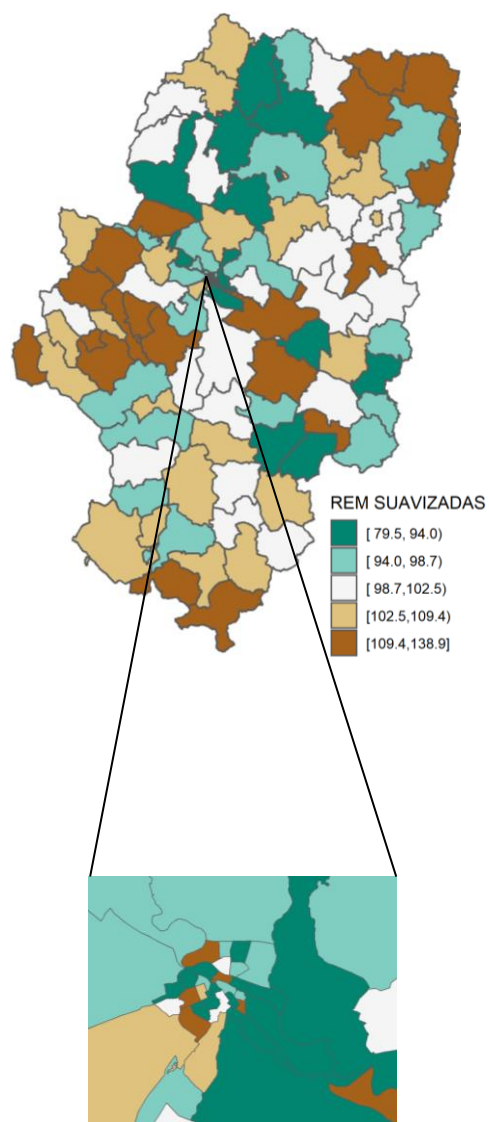 REM SUAVIZADAS
[ 79.5, 94.0)
[ 94.0, 98.7)
[ 98.7,102.5)
[102.5,109.4)
[109.4,138.9]